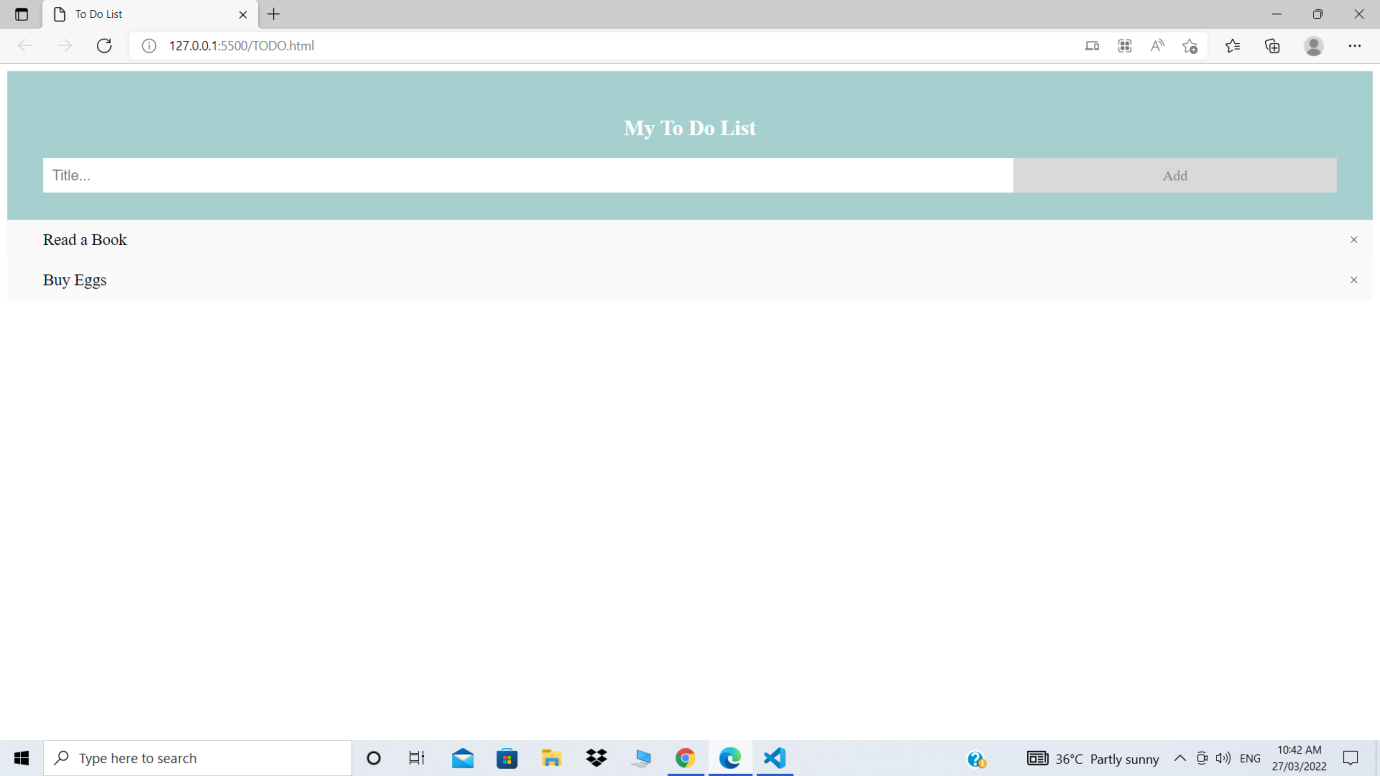 To Do List
127.0.0.1:5500/TODO.html
My To Do List
Title...
Add
Read a Book
Buy Eggs
Type here to search
36°C Partly sunny
ENG
10:42 AM
27/03/2022